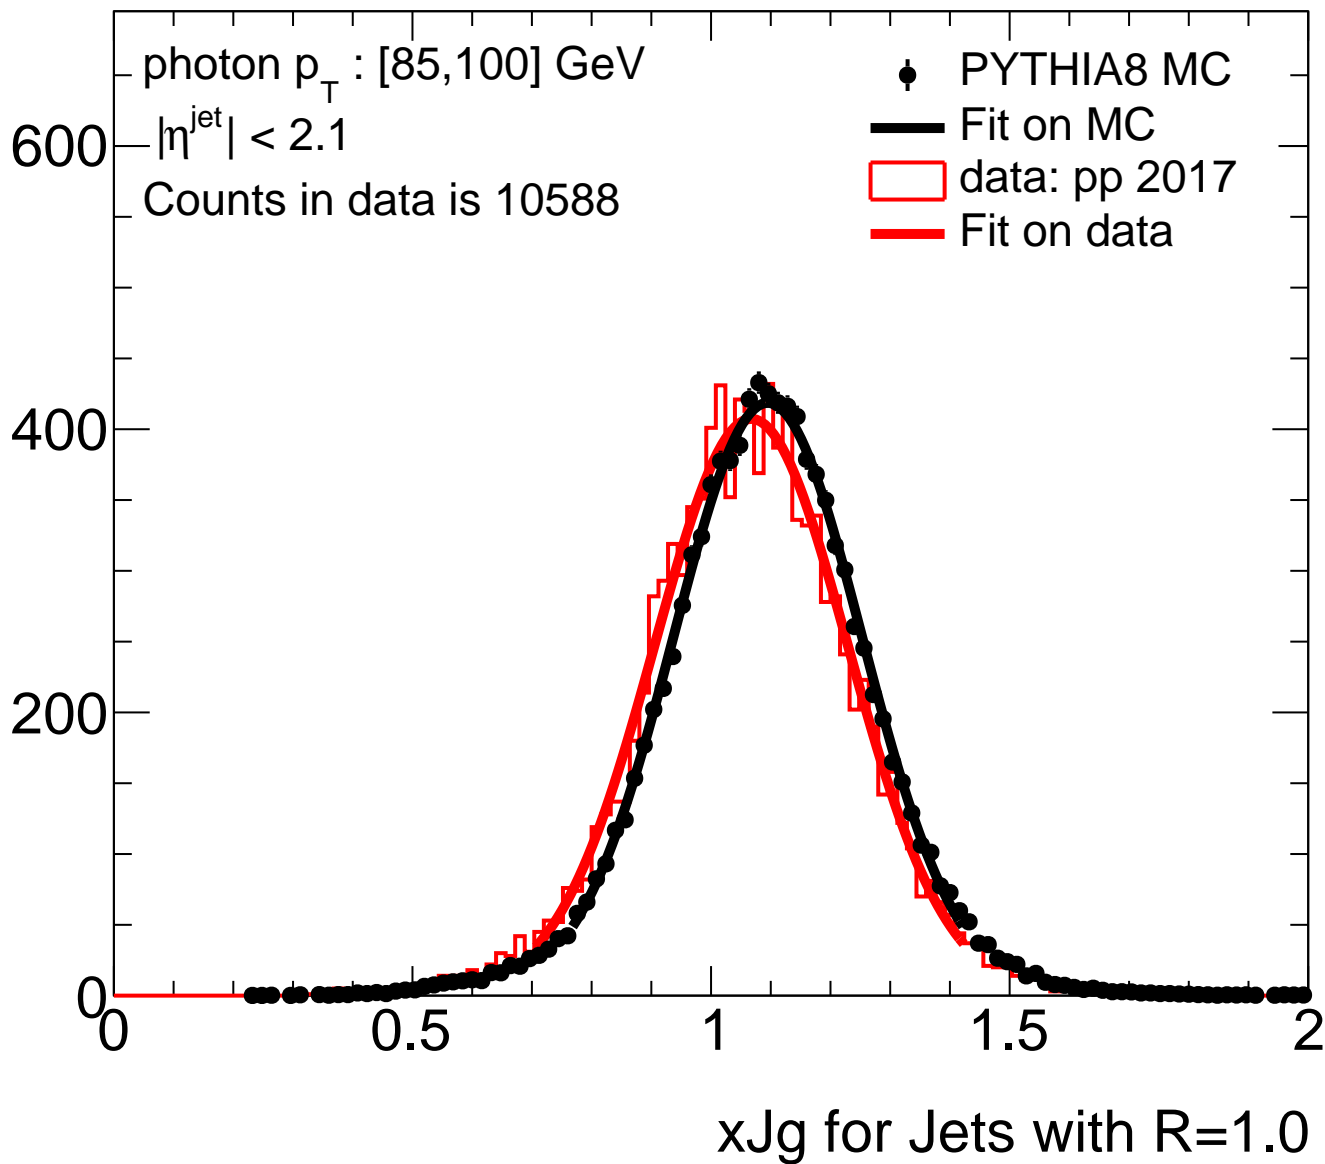 photon p_T : [85,100] GeV
|η^jet| < 2.1
Counts in data is 10588
PYTHIA8 MC
Fit on MC
data: pp 2017
Fit on data
600
400
200
0
0 0.5 1 1.5 2
xJg for Jets with R=1.0